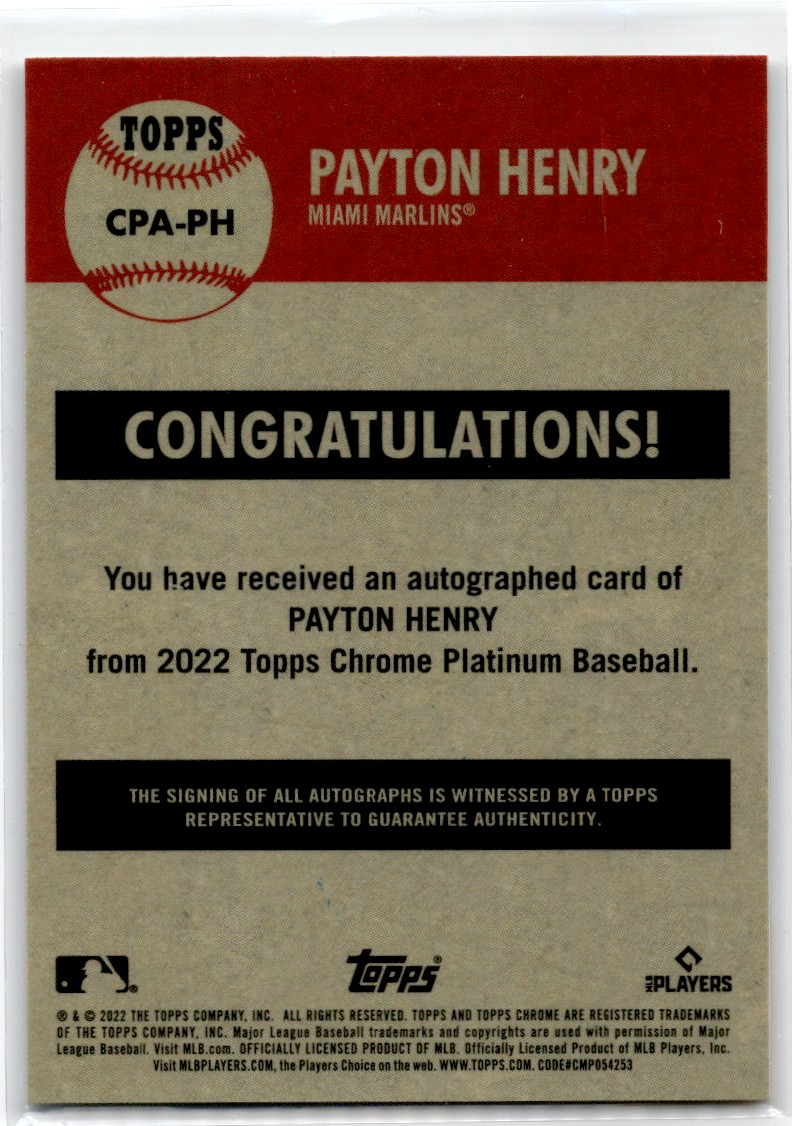 TOPPS
CPA-PH
PAYTON HENRY
MIAMI MARLINS®
CONGRATULATIONS!
You have received an autographed card of
PAYTON HENRY
from 2022 Topps Chrome Platinum Baseball.
THE SIGNING OF ALL AUTOGRAPHS IS WITNESSED BY A TOPPS
REPRESENTATIVE TO GUARANTEE AUTHENTICITY.
topps®
MLB PLAYERS
® & © 2022 THE TOPPS COMPANY, INC. ALL RIGHTS RESERVED. TOPPS AND TOPPS CHROME ARE REGISTERED TRADEMARKS
OF THE TOPPS COMPANY, INC. Major League Baseball trademarks and copyrights are used with permission of Major
League Baseball. Visit MLB.com. OFFICIALLY LICENSED PRODUCT OF MLB. Officially Licensed Product of MLB Players, Inc.
Visit MLBPLAYERS.COM, the Players Choice on the web. WWW.TOPPS.COM. CODE#CMP054253